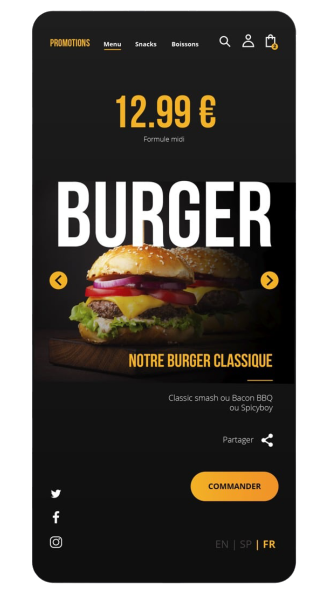 PROMOTIONS Menu Snacks Boissons
2
12.99 €
Formule midi
BURGER
NOTRE BURGER CLASSIQUE
Classic smash ou Bacon BBQ
ou Spicyboy
Partager
COMMANDER
EN | SP | FR